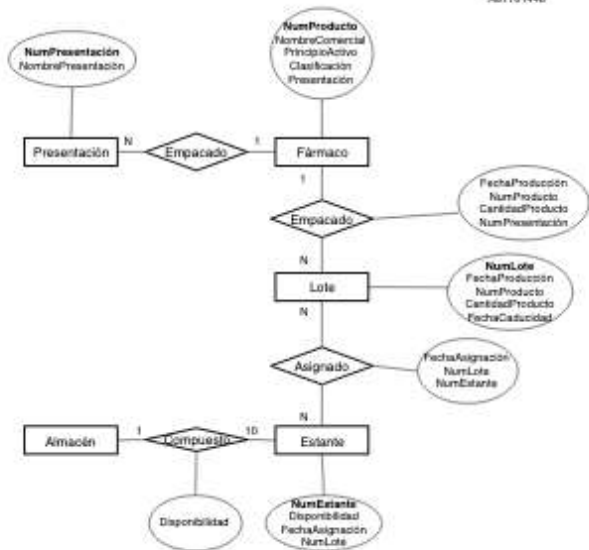 NumProducto
NombreComercial
PrincipioActivo
Clasificación
Presentación
NumPresentación
NombrePresentación
Presentación
N
Empacado
1
Fármaco
1
Empacado
FechaProducción
NumProducto
CantidadProducto
NumPresentación
N
Lote
NumLote
FechaProducción
NumProducto
CantidadProducto
FechaCaducidad
N
Asignado
FechaAsignación
NumLote
NumEstante
N
Almacén
1
Compuesto
10
Estante
Disponibilidad
NumEstante
Disponibilidad
FechaAsignación
NumLote